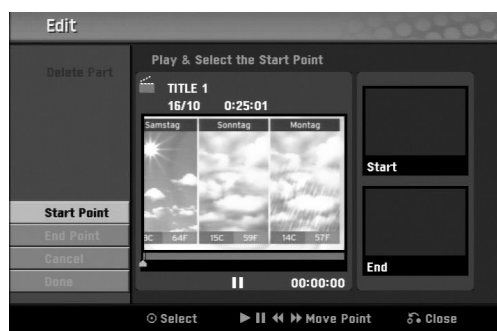 Edit
Delete Part
Play & Select the Start Point
TITLE 1
16/10 0:25:01
Samstag Sonntag Montag
8C 64F 15C 59F 14C 57F
Start
Start Point
End Point
Cancel
Done
End
00:00:00
Select Move Point Close